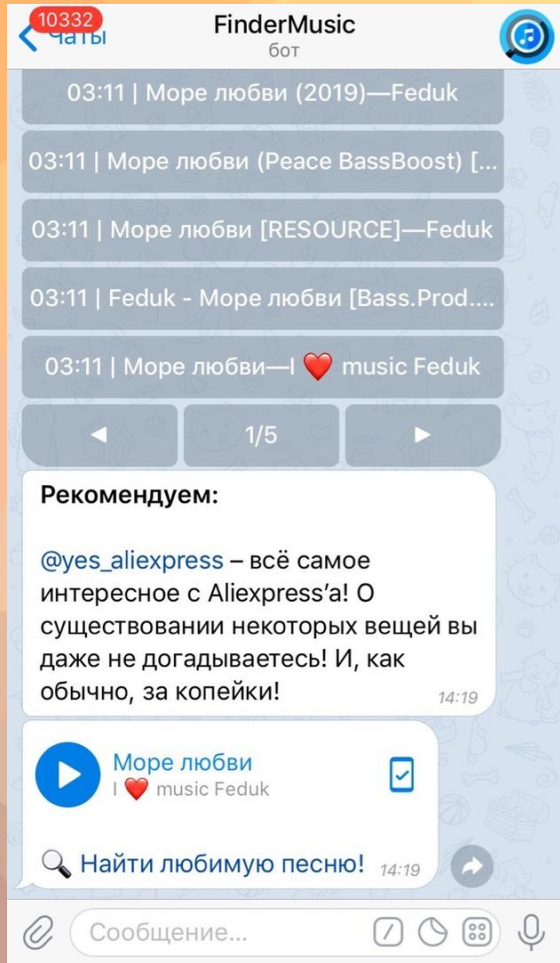 10332
Чаты
FinderMusic
бот
03:11 | Море любви (2019)—Feduk
03:11 | Море любви (Peace BassBoost) [...
03:11 | Море любви [RESOURCE]—Feduk
03:11 | Feduk - Море любви [Bass.Prod....
03:11 | Море любви—I ❤️ music Feduk
1/5
Рекомендуем:
@yes_aliexpress – всё самое
интересное с Aliexpress’a! О
существовании некоторых вещей вы
даже не догадываетесь! И, как
обычно, за копейки!
14:19
Море любви
I ❤️ music Feduk
🔍 Найти любимую песню!
14:19
Сообщение...